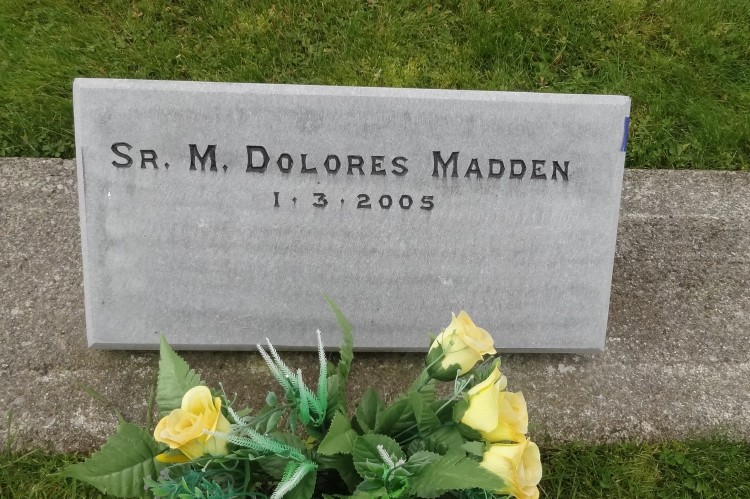 Sr. M. Dolores Madden
1 · 3 · 2005